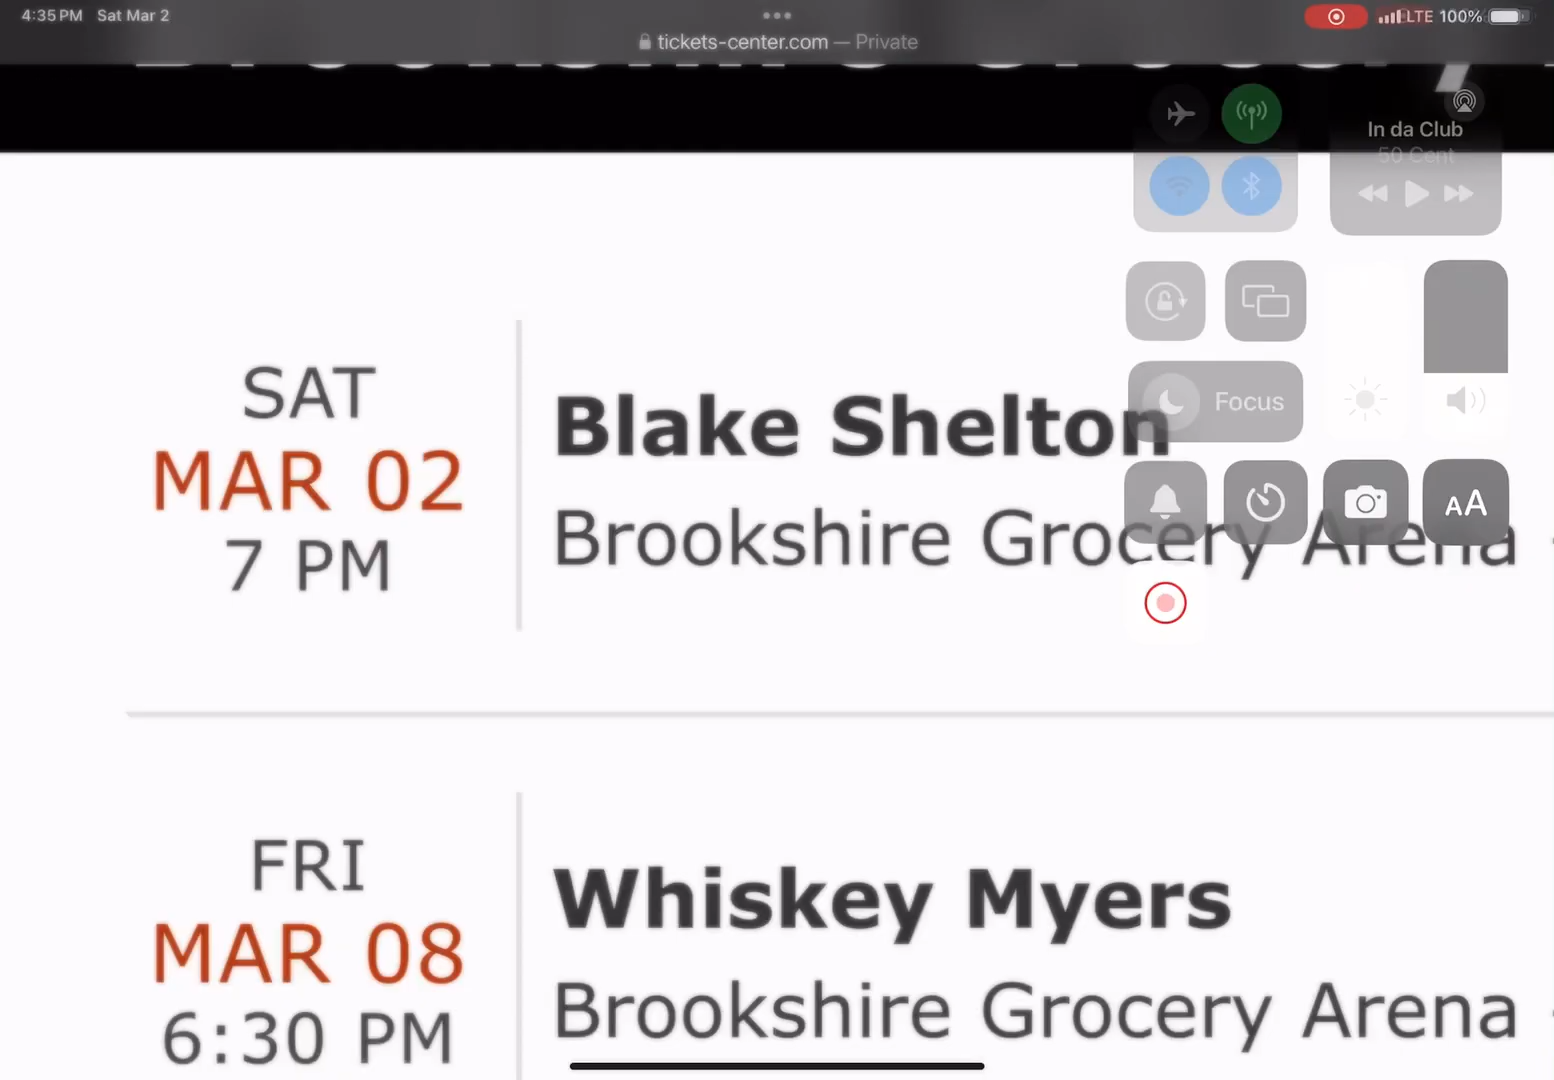 4:35 PM Sat Mar 2
LTE 100%
tickets-center.com — Private
In da Club
50 Cent
SAT
MAR 02
7 PM
Blake Shelton
Brookshire Grocery Arena -
Focus
AA
FRI
MAR 08
6:30 PM
Whiskey Myers
Brookshire Grocery Arena -